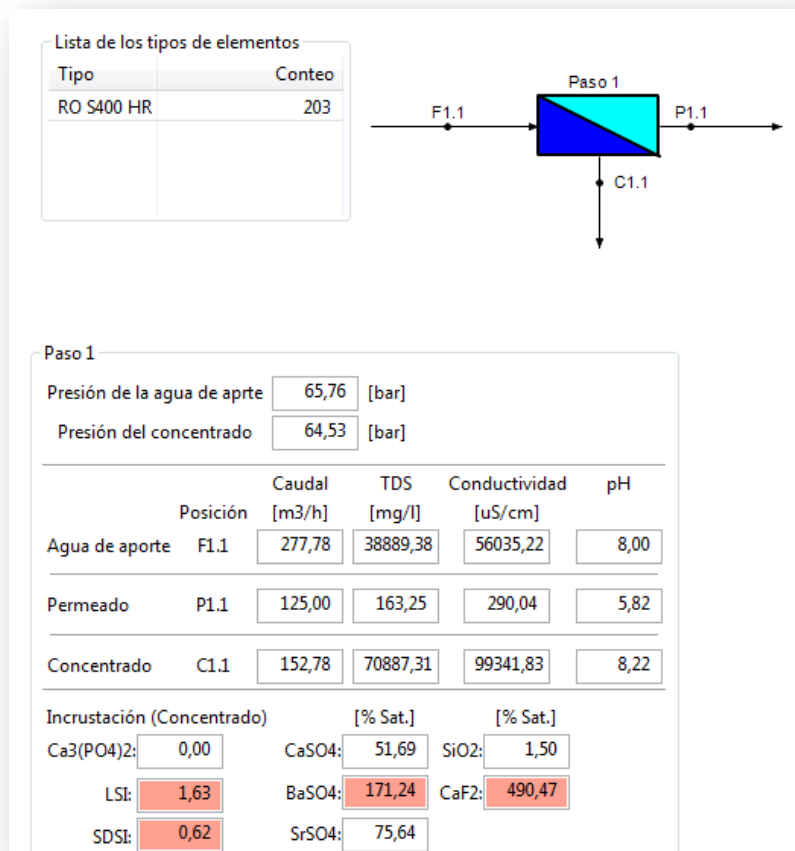 Lista de los tipos de elementos
Tipo Conteo
RO S400 HR 203
Paso 1
F1.1 P1.1
C1.1
Paso 1
Presión de la agua de aprte 65,76 [bar]
Presión del concentrado 64,53 [bar]
Caudal TDS Conductividad pH
Posición [m3/h] [mg/l] [uS/cm]
Agua de aporte F1.1 277,78 38889,38 56035,22 8,00
Permeado P1.1 125,00 163,25 290,04 5,82
Concentrado C1.1 152,78 70887,31 99341,83 8,22
Incrustación (Concentrado) [% Sat.] [% Sat.]
Ca3(PO4)2: 0,00 CaSO4: 51,69 SiO2: 1,50
LSI: 1,63 BaSO4: 171,24 CaF2: 490,47
SDSI: 0,62 SrSO4: 75,64